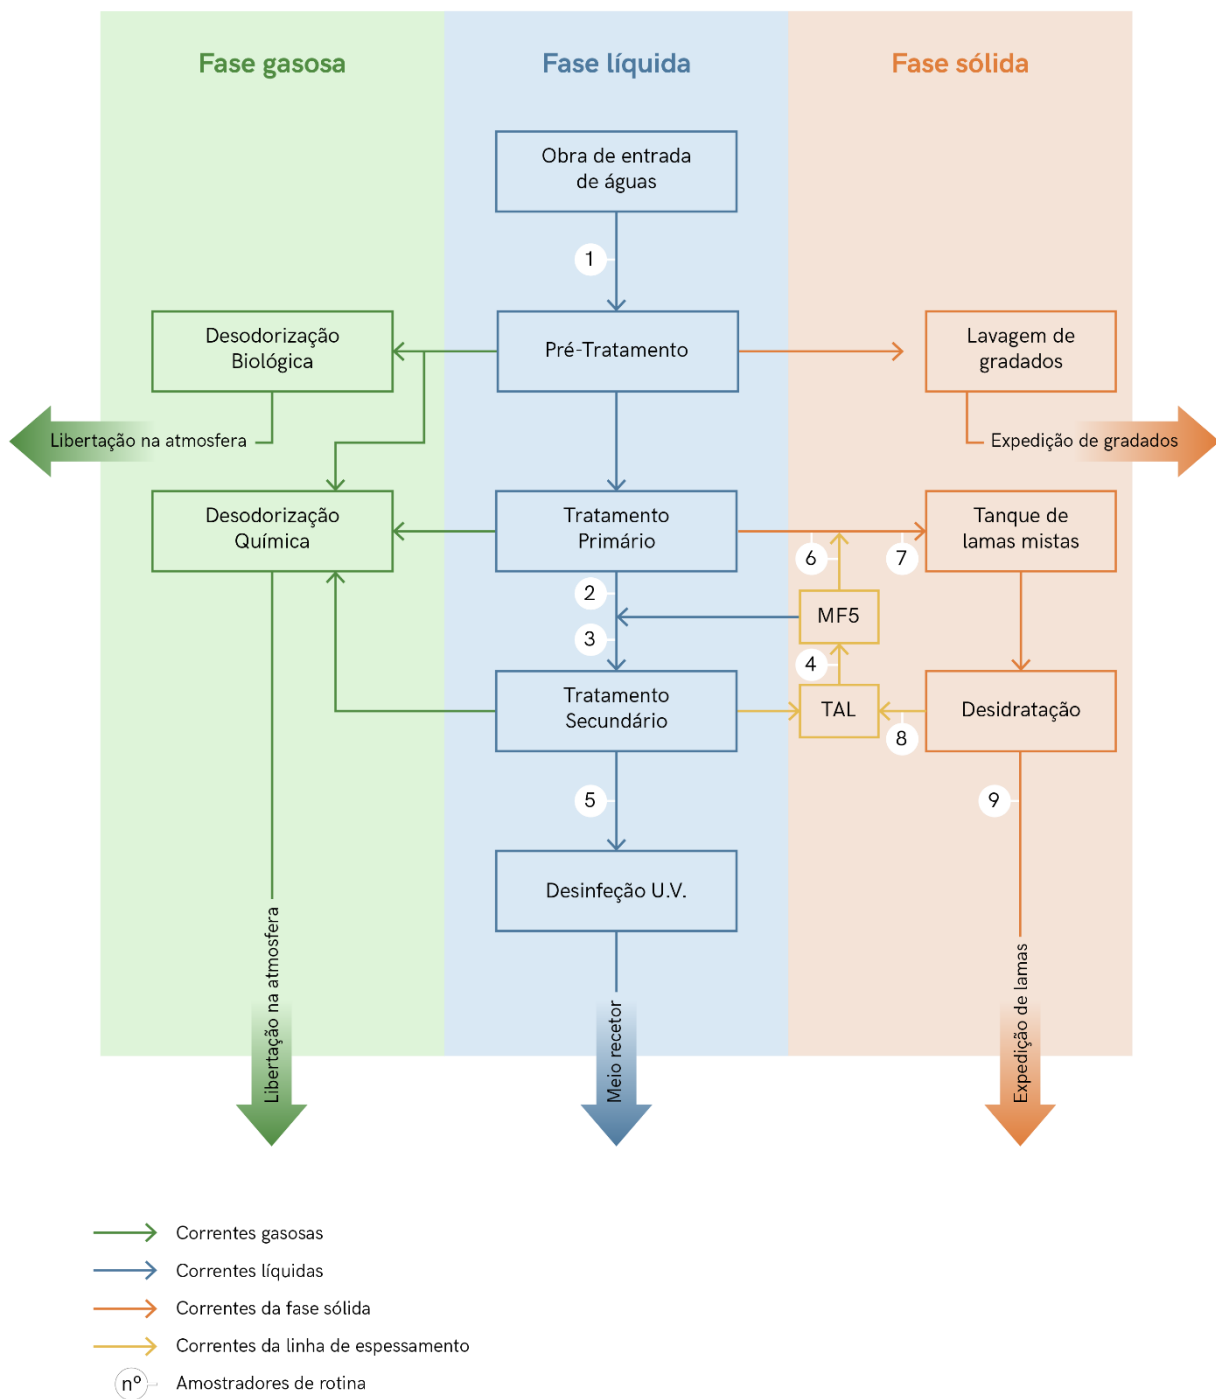 Fase gasosa
Fase líquida
Fase sólida
Obra de entrada
de águas
1
Desodorização
Biológica
Pré-Tratamento
Lavagem de
gradados
Libertação na atmosfera
Expedição de gradados
Desodorização
Química
Tratamento
Primário
Tanque de
lamas mistas
6
7
2
MF5
3
4
Tratamento
Secundário
TAL
Desidratação
8
5
9
Desinfeção U.V.
Libertação na atmosfera
Meio recetor
Expedição de lamas
Correntes gasosas
Correntes líquidas
Correntes da fase sólida
Correntes da linha de espessamento
nº
Amostradores de rotina